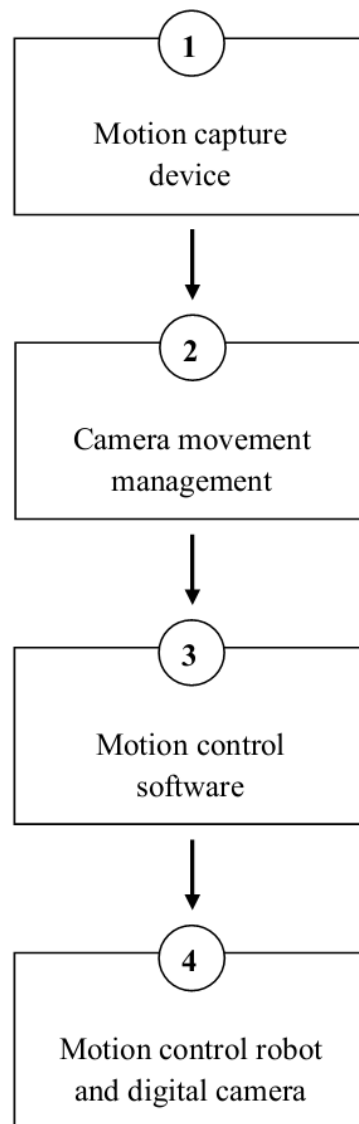 1
Motion capture
device
2
Camera movement
management
3
Motion control
software
4
Motion control robot
and digital camera